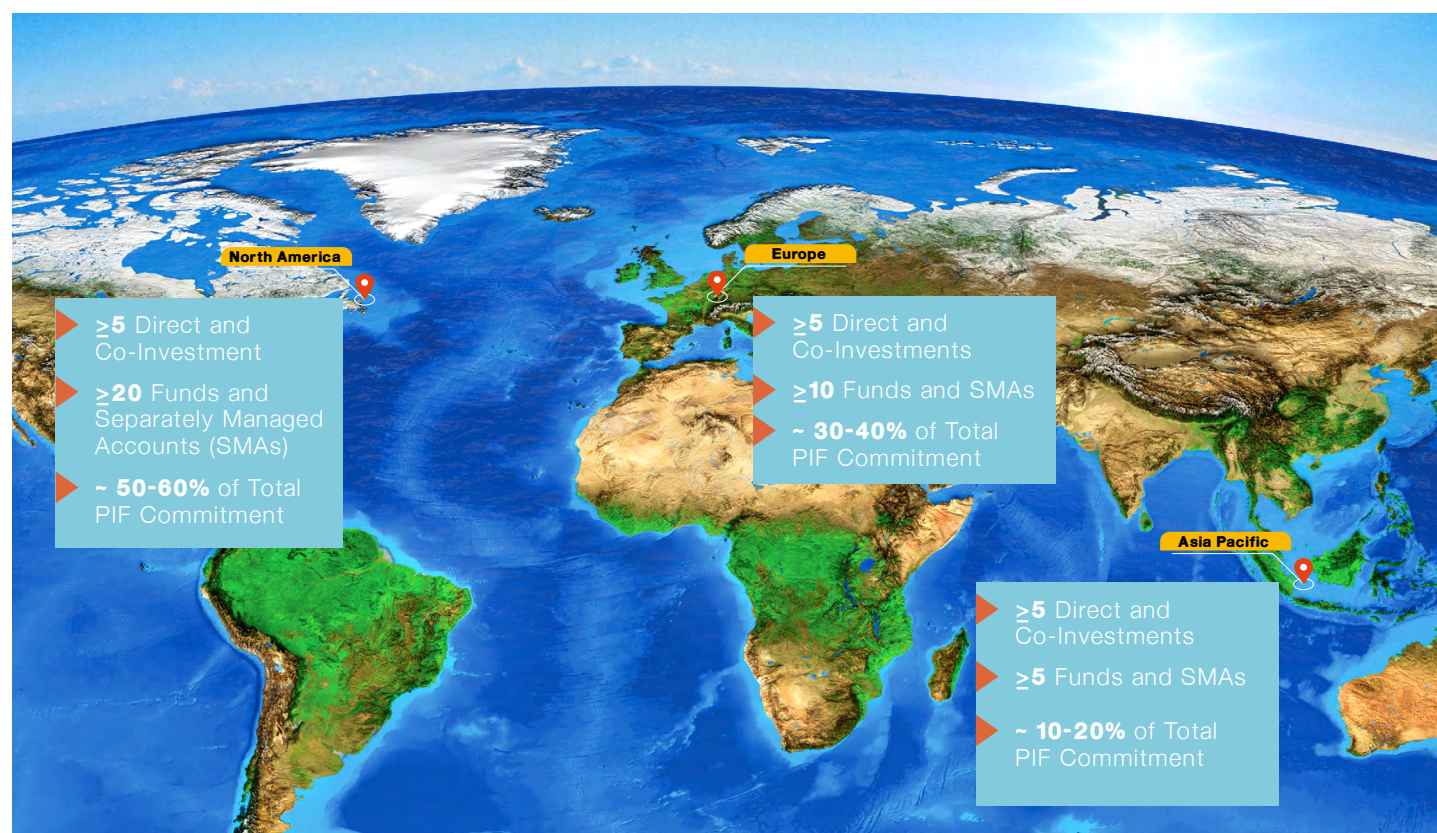 North America
≥5 Direct and
Co-Investment
≥20 Funds and
Separately Managed
Accounts (SMAs)
~ 50-60% of Total
PIF Commitment
Europe
≥5 Direct and
Co-Investments
≥10 Funds and SMAs
~ 30-40% of Total
PIF Commitment
Asia Pacific
≥5 Direct and
Co-Investments
≥5 Funds and SMAs
~ 10-20% of Total
PIF Commitment